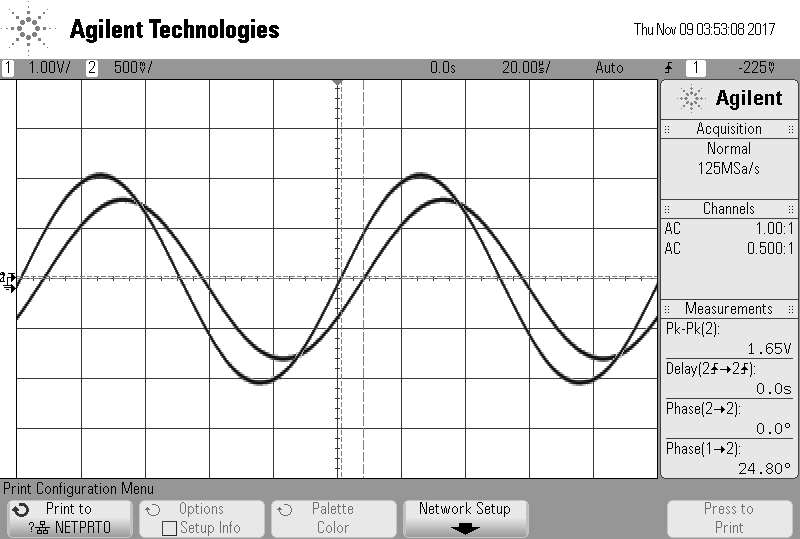 Agilent Technologies
Thu Nov 09 03:53:08 2017
1 1.00V/ 2 500mV/ 0.0s 20.00us/ Auto 1 -225mV
Agilent
Acquisition
Normal
125MSa/s
Channels
AC 1.00:1
AC 0.500:1
Measurements
Pk-Pk(2):
1.65V
Delay(2→2):
0.0s
Phase(2→2):
0.0°
Phase(1→2):
24.80°
Print Configuration Menu
Print to
? NETPRT0
Options
Setup Info
Palette
Color
Network Setup
Press to
Print